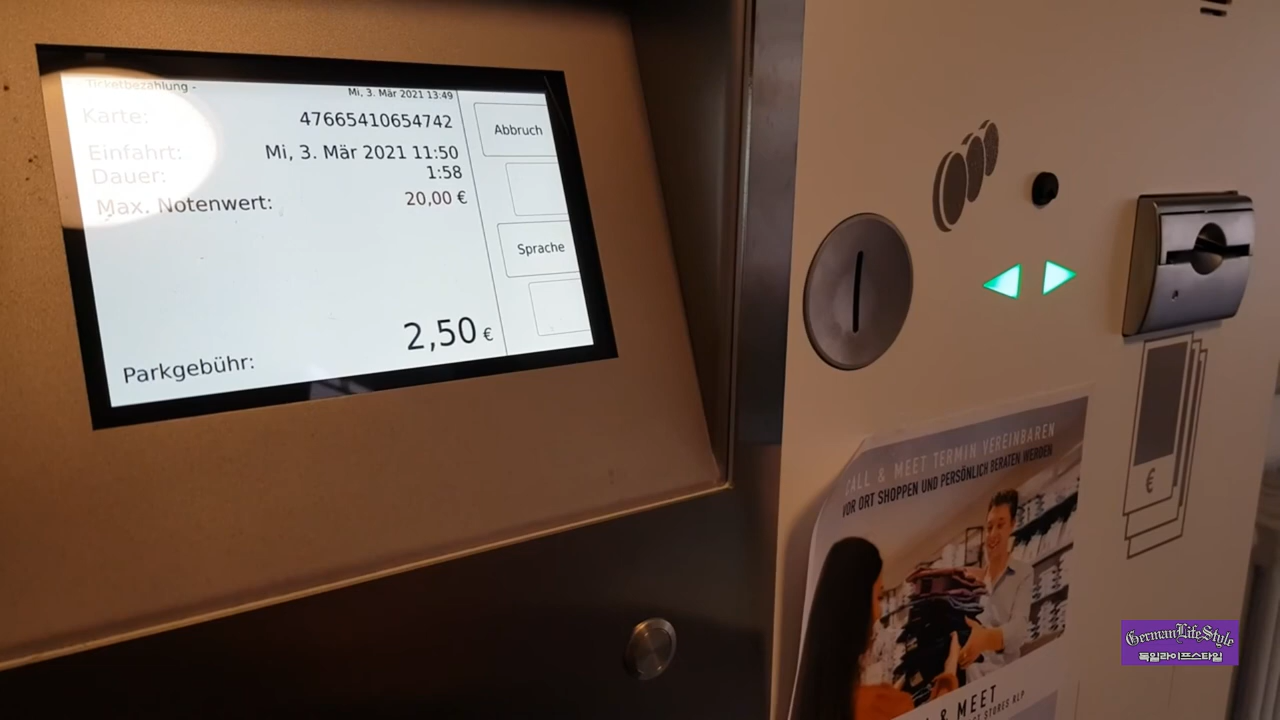 Ticketbezahlung -
Mi, 3. Mär 2021 13:49
Karte: 47665410654742
Einfahrt: Mi, 3. Mär 2021 11:50
Dauer: 1:58
Max. Notenwert: 20,00 €
Parkgebühr: 2,50 €
Abbruch
Sprache
CALL & MEET TERMIN VEREINBAREN
VOR ORT SHOPPEN UND PERSÖNLICH BERATEN WERDEN
& MEET
STORES RLP
€
GermanLifeStyle
독일라이프스타일